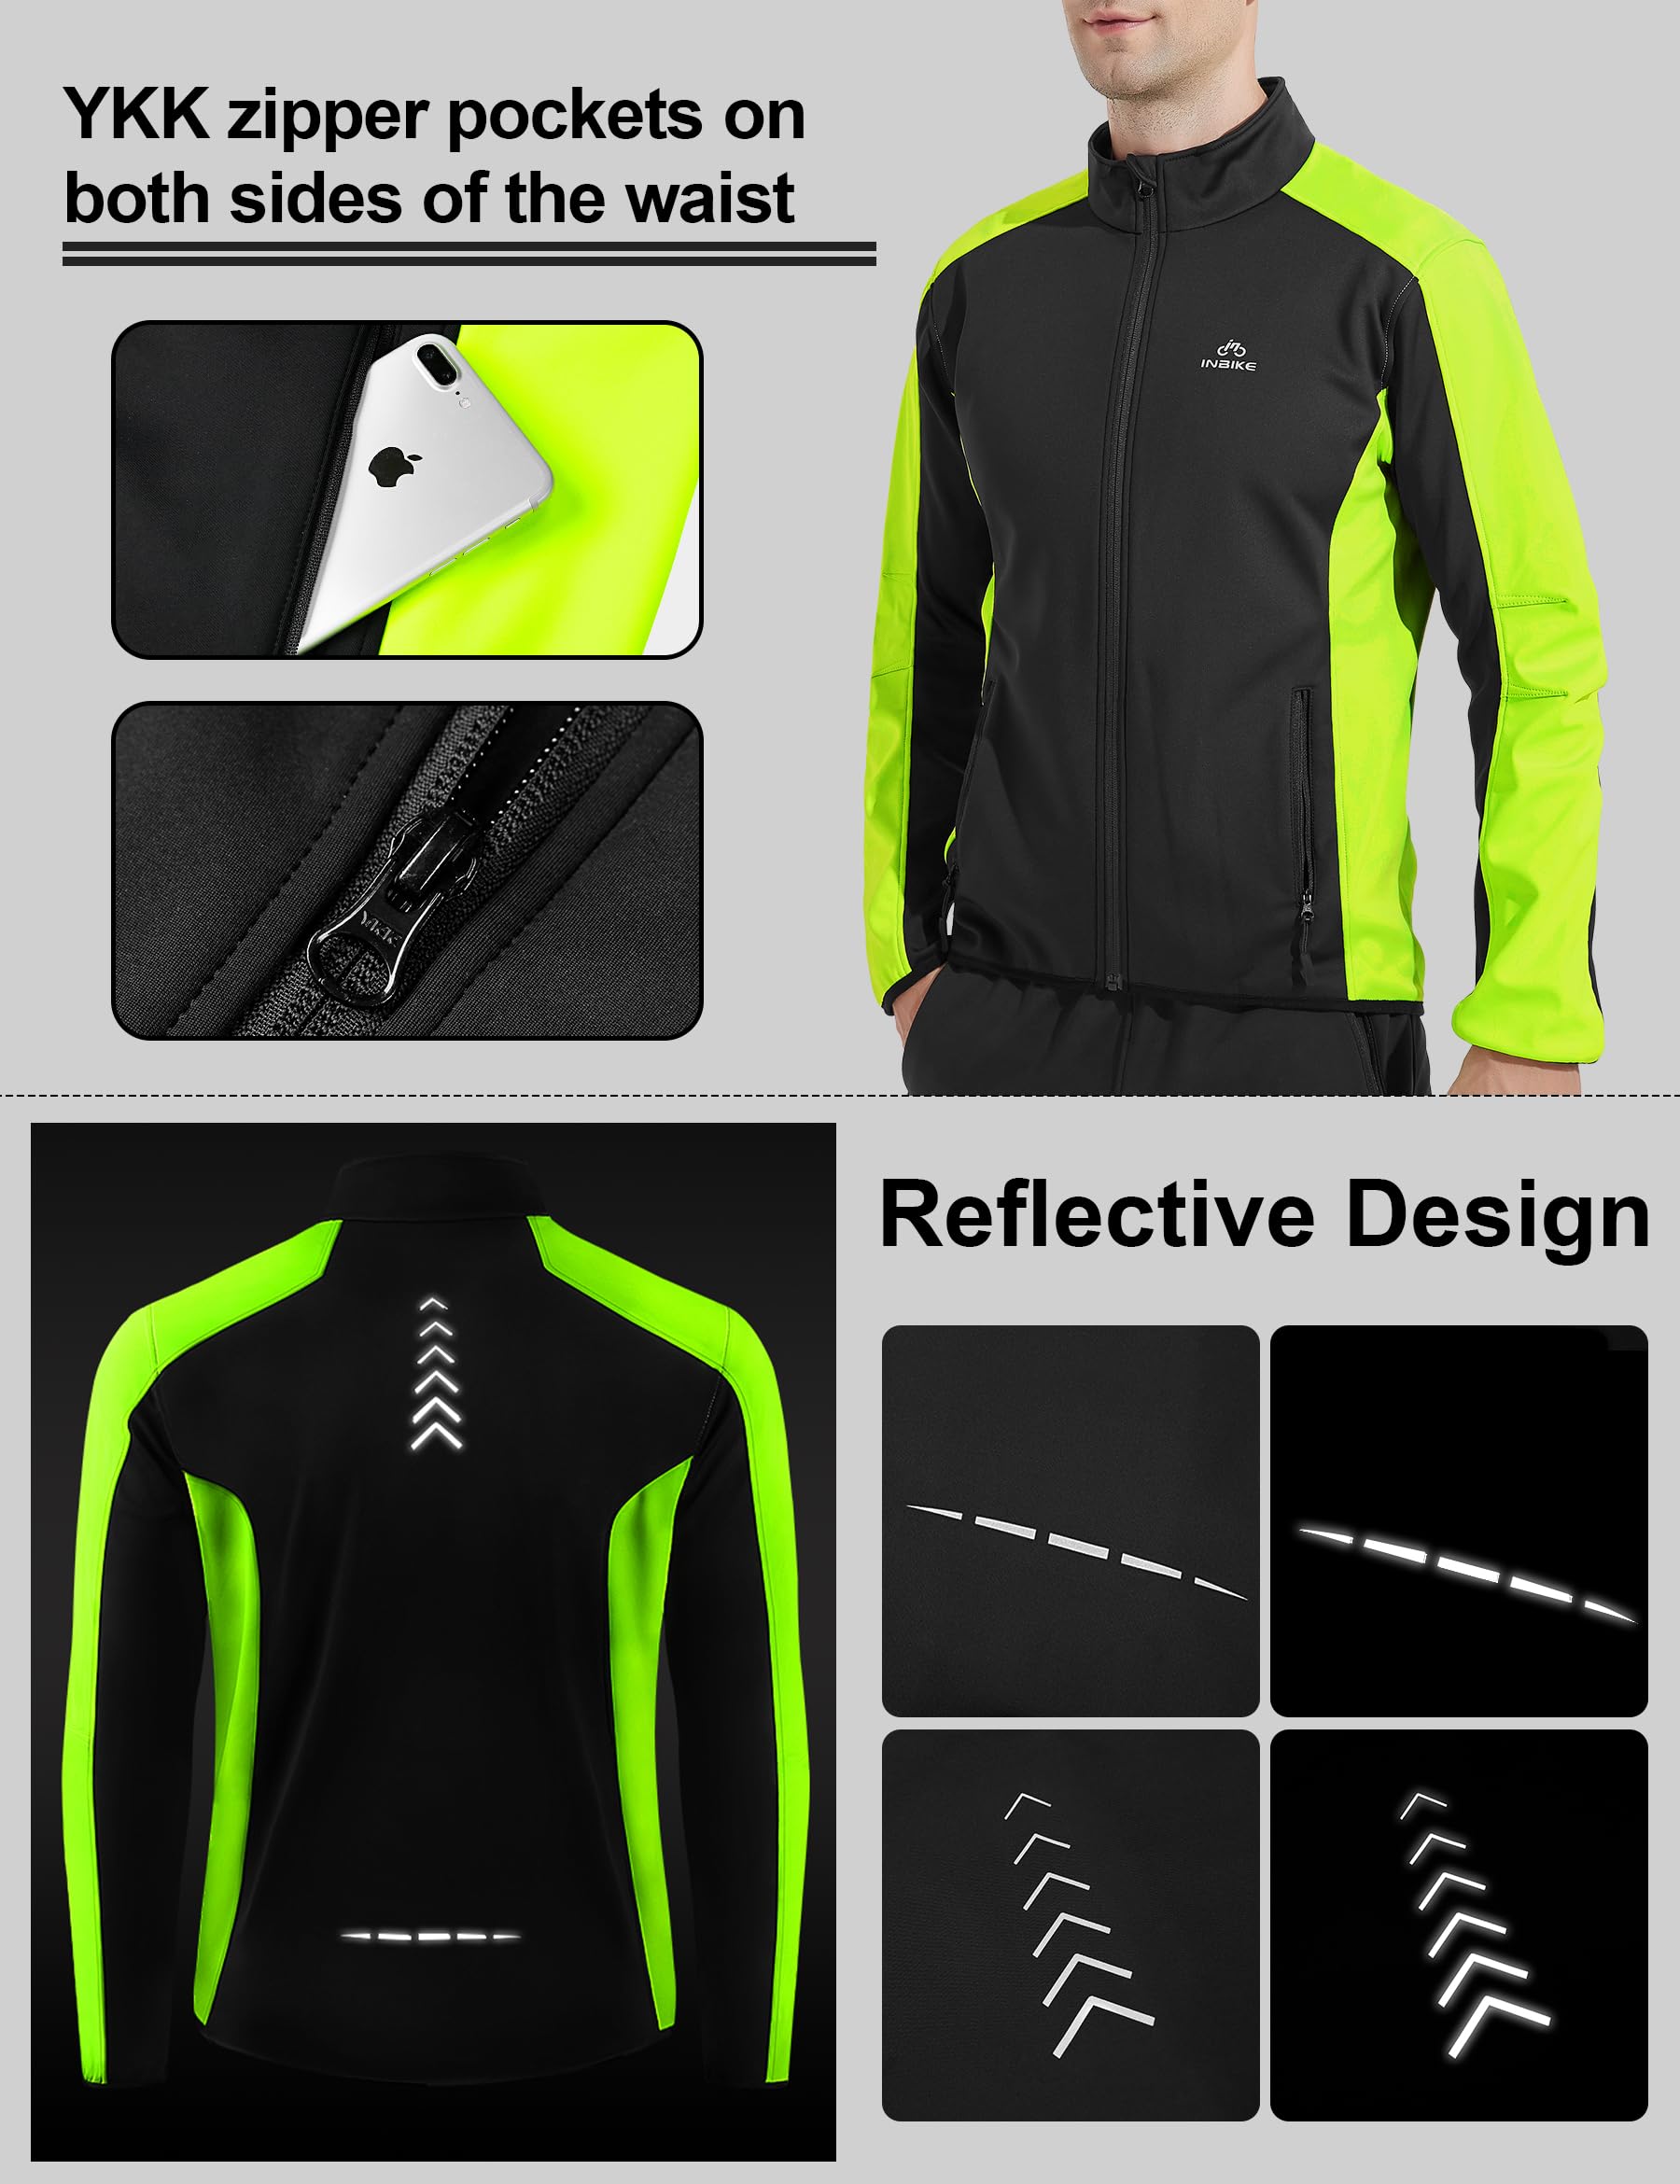 YKK zipper pockets on
both sides of the waist
INBIKE
YKK
Reflective Design